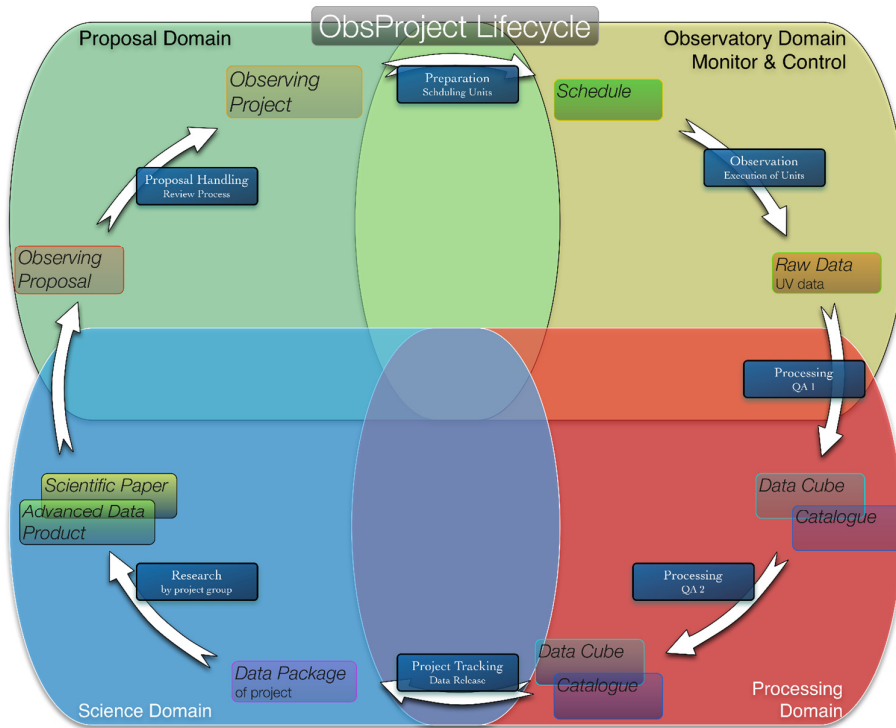 ObsProject Lifecycle
Proposal Domain
Observatory Domain
Monitor & Control
Observing
Project
Preparation
Schduling Units
Schedule
Proposal Handling
Review Process
Observation
Execution of Units
Observing
Proposal
Raw Data
UV data
Processing
QA 1
Scientific Paper
Advanced Data
Product
Data Cube
Catalogue
Research
by project group
Processing
QA 2
Data Package
of project
Project Tracking
Data Release
Data Cube
Catalogue
Science Domain
Processing
Domain